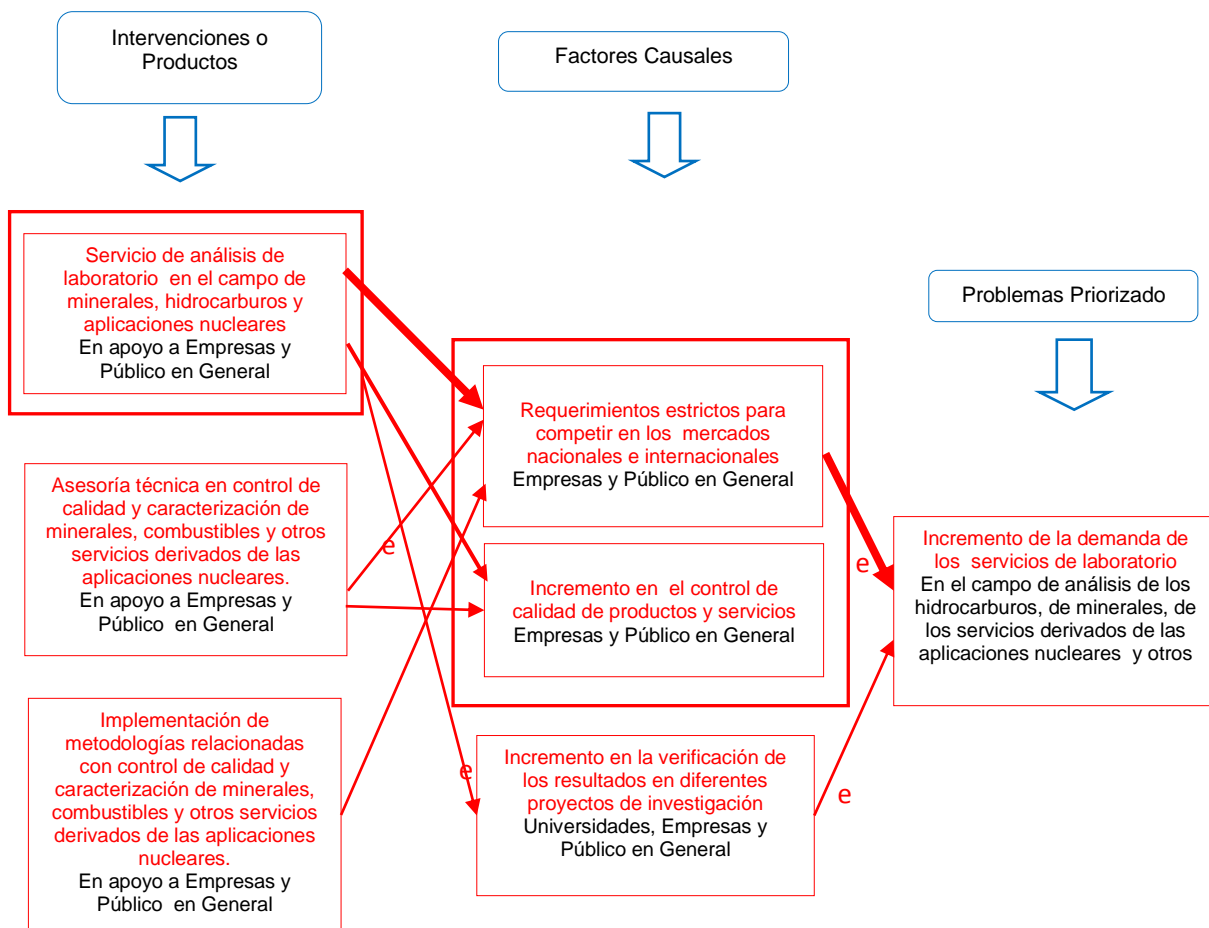 Intervenciones o
Productos
Factores Causales
Problemas Priorizado
Servicio de análisis de
laboratorio en el campo de
minerales, hidrocarburos y
aplicaciones nucleares
En apoyo a Empresas y
Público en General
Asesoría técnica en control de
calidad y caracterización de
minerales, combustibles y otros
servicios derivados de las
aplicaciones nucleares.
En apoyo a Empresas y
Público en General
Implementación de
metodologías relacionadas
con control de calidad y
caracterización de minerales,
combustibles y otros servicios
derivados de las aplicaciones
nucleares.
En apoyo a Empresas y
Público en General
e
e
Requerimientos estrictos para
competir en los mercados
nacionales e internacionales
Empresas y Público en General
Incremento en el control de
calidad de productos y servicios
Empresas y Público en General
Incremento en la verificación de
los resultados en diferentes
proyectos de investigación
Universidades, Empresas y
Público en General
e
e
Incremento de la demanda de
los servicios de laboratorio
En el campo de análisis de los
hidrocarburos, de minerales, de
los servicios derivados de las
aplicaciones nucleares y otros